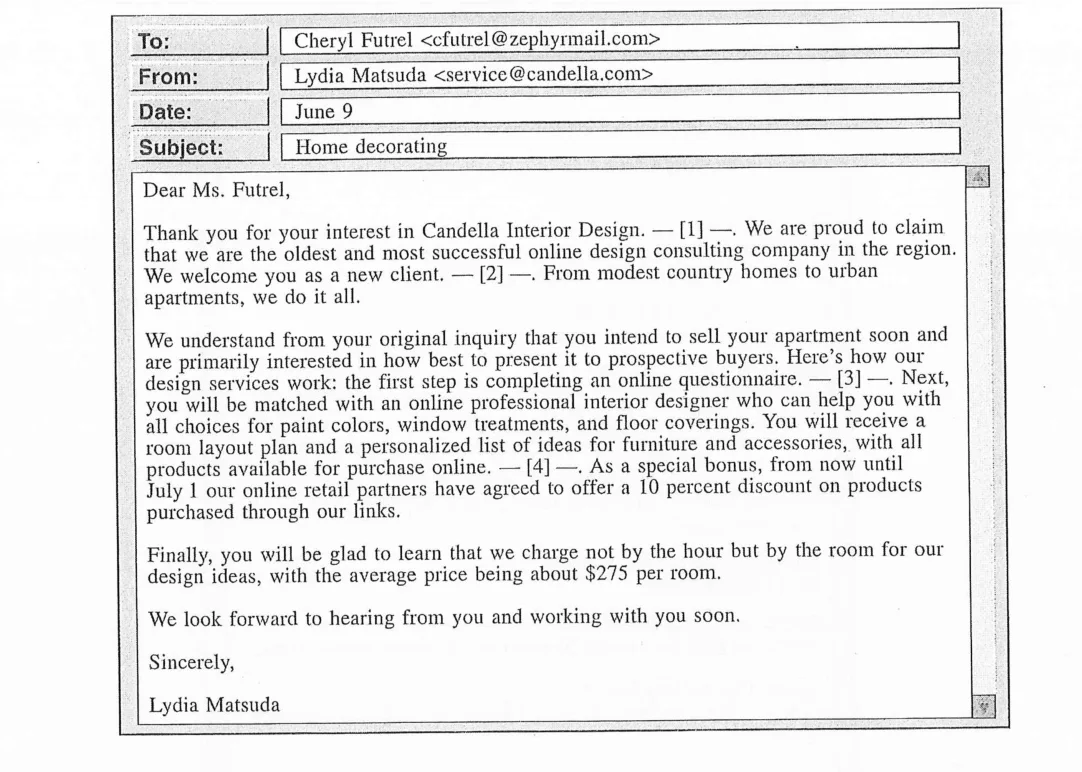 To: Cheryl Futrel <cfutrel@zephyrmail.com>
From: Lydia Matsuda <service@candella.com>
Date: June 9
Subject: Home decorating
Dear Ms. Futrel,
Thank you for your interest in Candella Interior Design. — [1] —. We are proud to claim
that we are the oldest and most successful online design consulting company in the region.
We welcome you as a new client. — [2] —. From modest country homes to urban
apartments, we do it all.
We understand from your original inquiry that you intend to sell your apartment soon and
are primarily interested in how best to present it to prospective buyers. Here's how our
design services work: the first step is completing an online questionnaire. — [3] —. Next,
you will be matched with an online professional interior designer who can help you with
all choices for paint colors, window treatments, and floor coverings. You will receive a
room layout plan and a personalized list of ideas for furniture and accessories, with all
products available for purchase online. — [4] —. As a special bonus, from now until
July 1 our online retail partners have agreed to offer a 10 percent discount on products
purchased through our links.
Finally, you will be glad to learn that we charge not by the hour but by the room for our
design ideas, with the average price being about $275 per room.
We look forward to hearing from you and working with you soon.
Sincerely,
Lydia Matsuda